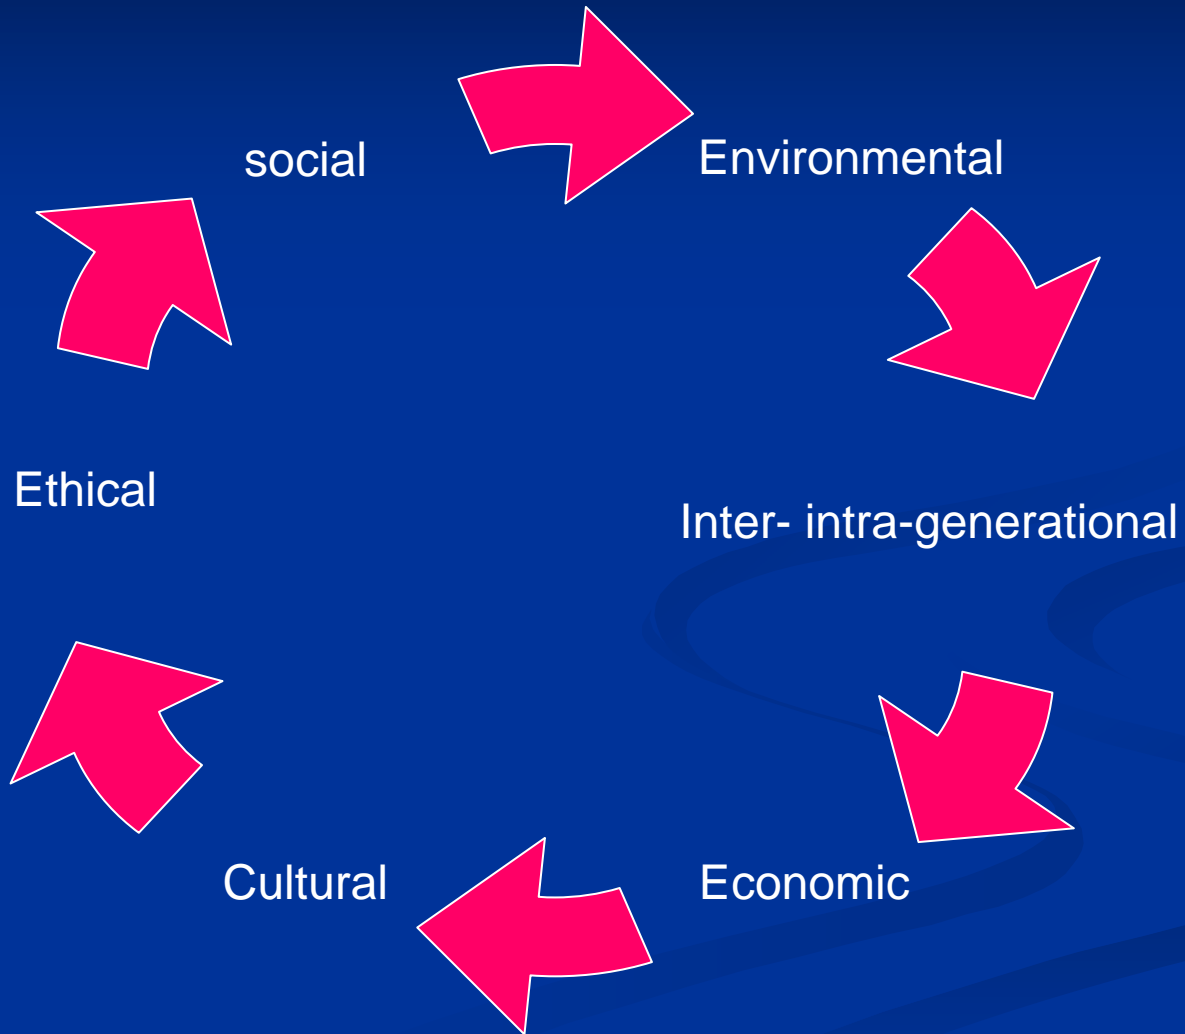 social
Environmental
Ethical
Inter- intra-generational
Cultural
Economic